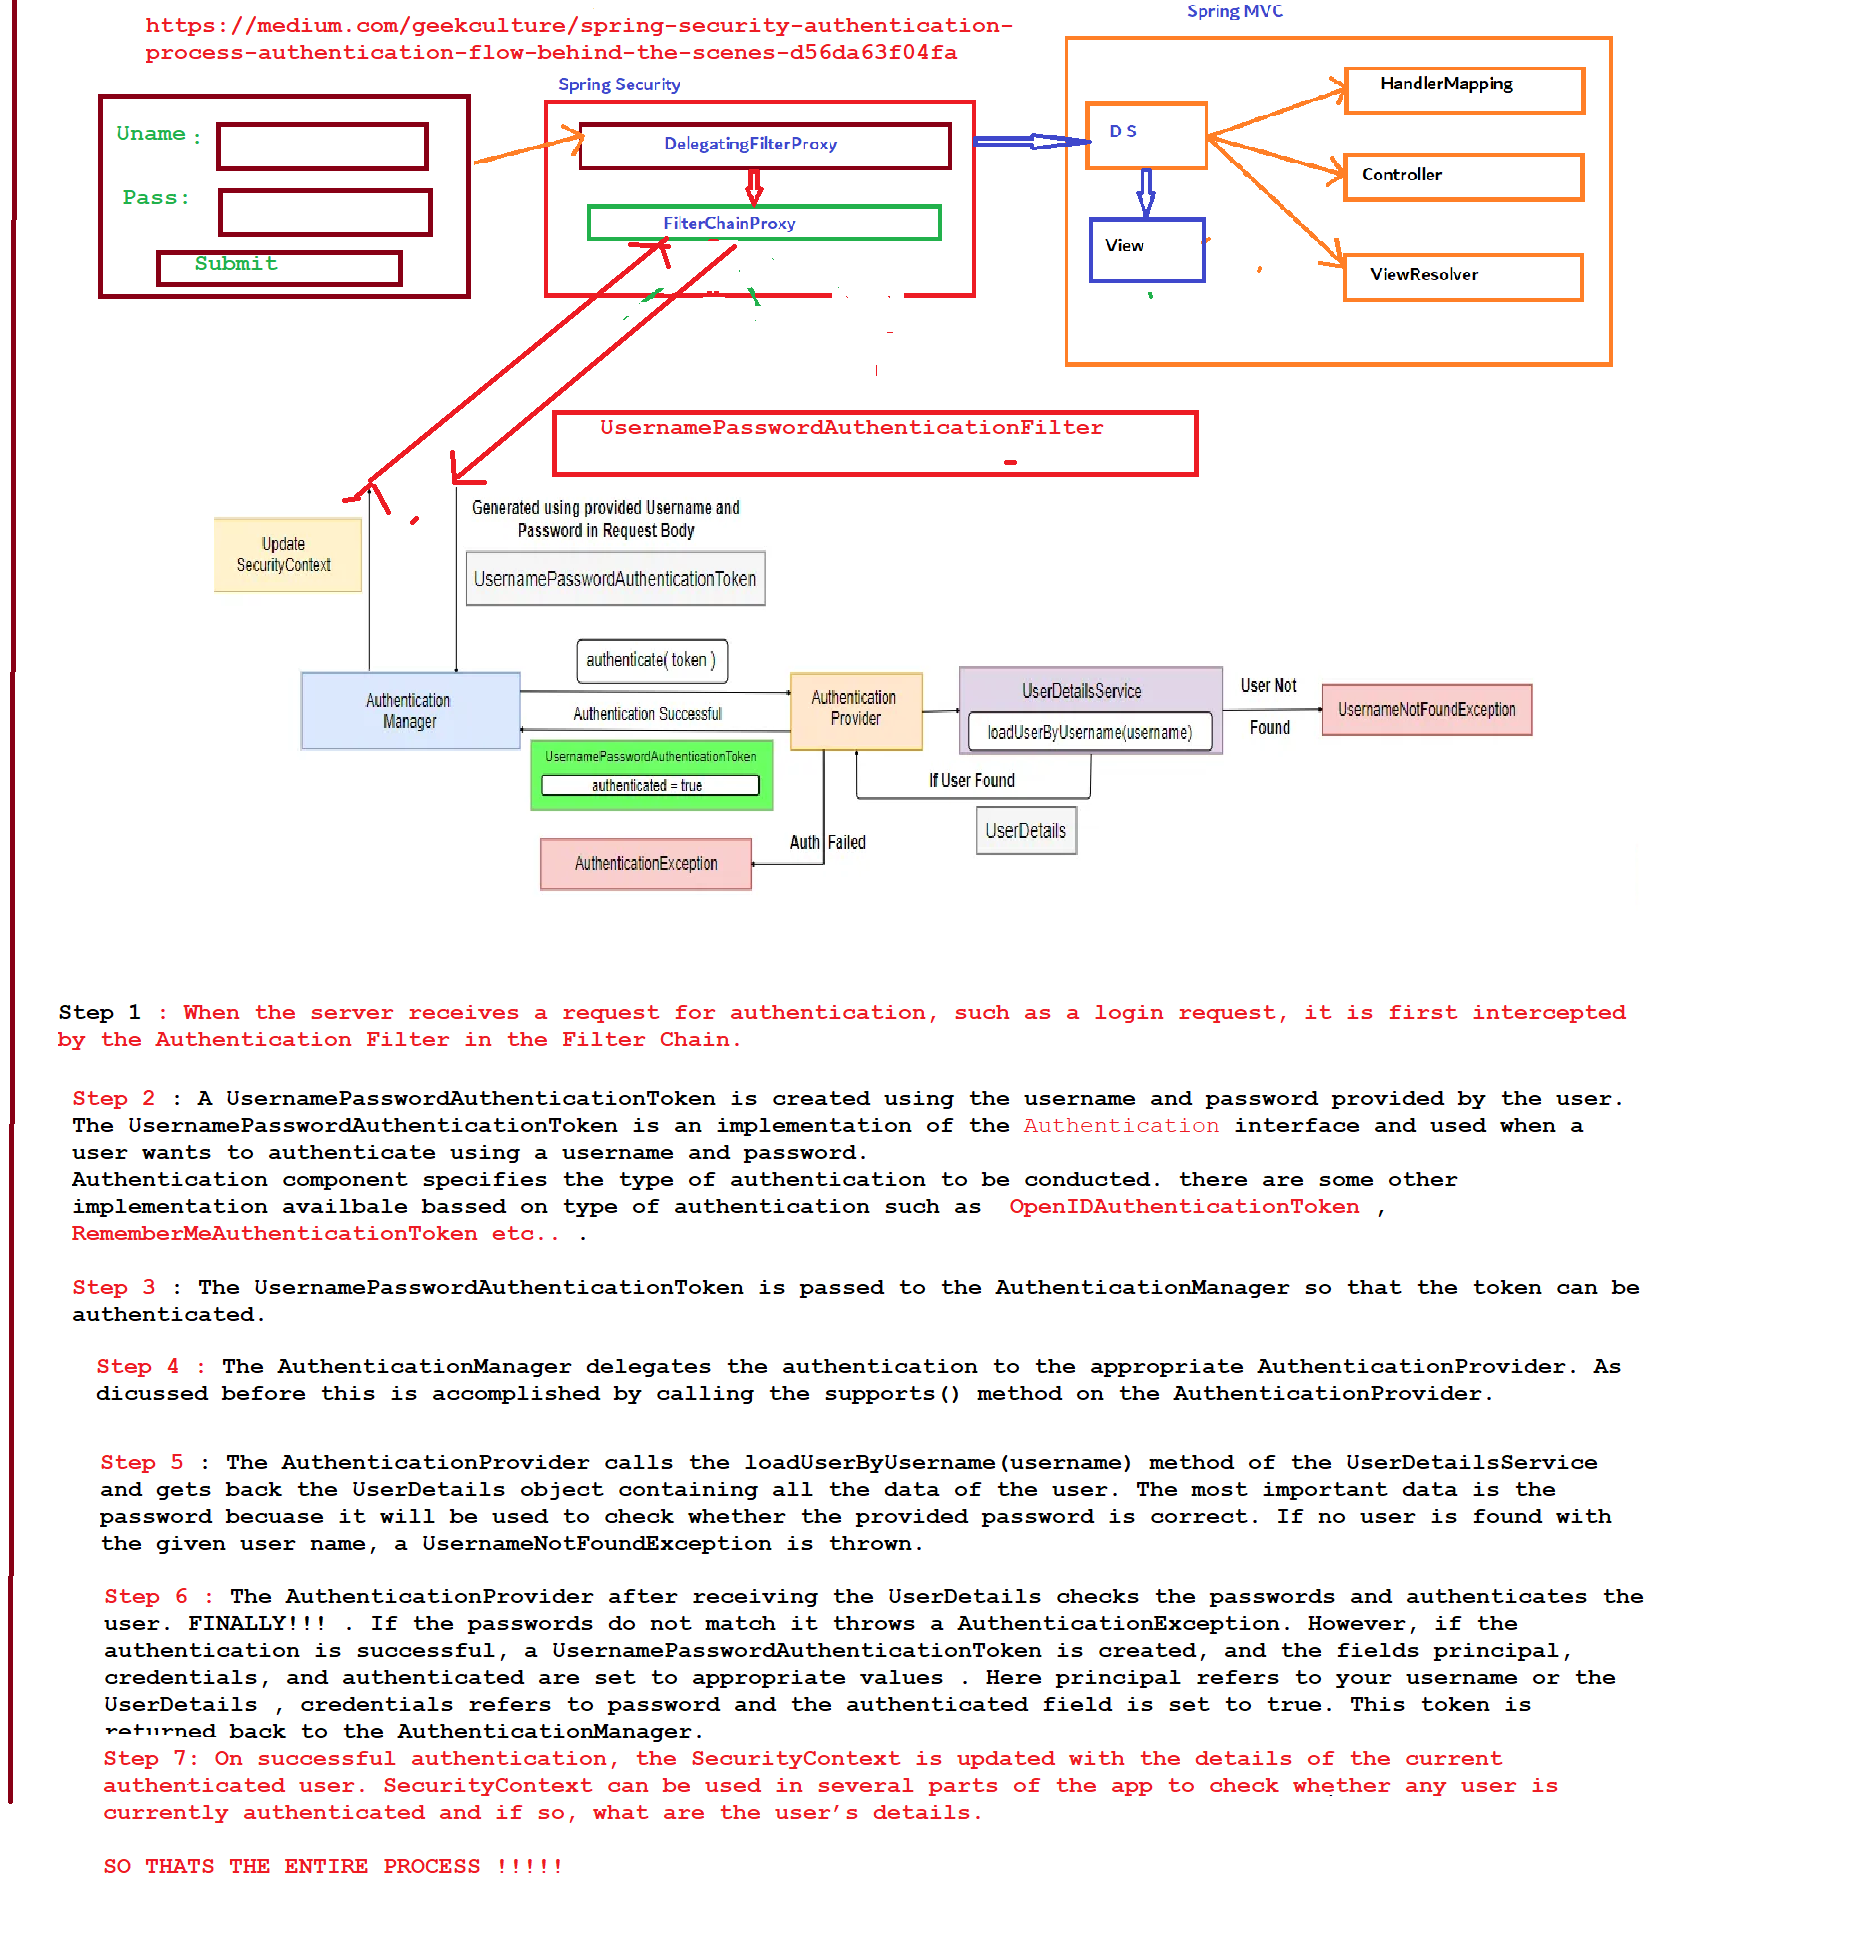 https://medium.com/geekculture/spring-security-authentication-
process-authentication-flow-behind-the-scenes-d56da63f04fa
Spring MVC
Spring Security
Uname :
Pass:
Submit
DelegatingFilterProxy
FilterChainProxy
D S
View
HandlerMapping
Controller
ViewResolver
UsernamePasswordAuthenticationFilter
Update
SecurityContext
Generated using provided Username and
Password in Request Body
UsernamePasswordAuthenticationToken
Authentication
Manager
authenticate( token )
Authentication Successful
UsernamePasswordAuthenticationToken
authenticated = true
Authentication
Provider
UserDetailsService
loadUserByUsername(username)
User Not
Found
UsernameNotFoundException
If User Found
UserDetails
Auth Failed
AuthenticationException
Step 1 : When the server receives a request for authentication, such as a login request, it is first intercepted
by the Authentication Filter in the Filter Chain.
Step 2 : A UsernamePasswordAuthenticationToken is created using the username and password provided by the user.
The UsernamePasswordAuthenticationToken is an implementation of the Authentication interface and used when a
user wants to authenticate using a username and password.
Authentication component specifies the type of authentication to be conducted. there are some other
implementation availbale bassed on type of authentication such as OpenIDAuthenticationToken ,
RememberMeAuthenticationToken etc.. .
Step 3 : The UsernamePasswordAuthenticationToken is passed to the AuthenticationManager so that the token can be
authenticated.
Step 4 : The AuthenticationManager delegates the authentication to the appropriate AuthenticationProvider. As
dicussed before this is accomplished by calling the supports() method on the AuthenticationProvider.
Step 5 : The AuthenticationProvider calls the loadUserByUsername(username) method of the UserDetailsService
and gets back the UserDetails object containing all the data of the user. The most important data is the
password becuase it will be used to check whether the provided password is correct. If no user is found with
the given user name, a UsernameNotFoundException is thrown.
Step 6 : The AuthenticationProvider after receiving the UserDetails checks the passwords and authenticates the
user. FINALLY!!! . If the passwords do not match it throws a AuthenticationException. However, if the
authentication is successful, a UsernamePasswordAuthenticationToken is created, and the fields principal,
credentials, and authenticated are set to appropriate values . Here principal refers to your username or the
UserDetails , credentials refers to password and the authenticated field is set to true. This token is
returned back to the AuthenticationManager.
Step 7: On successful authentication, the SecurityContext is updated with the details of the current
authenticated user. SecurityContext can be used in several parts of the app to check whether any user is
currently authenticated and if so, what are the user’s details.
SO THATS THE ENTIRE PROCESS !!!!!